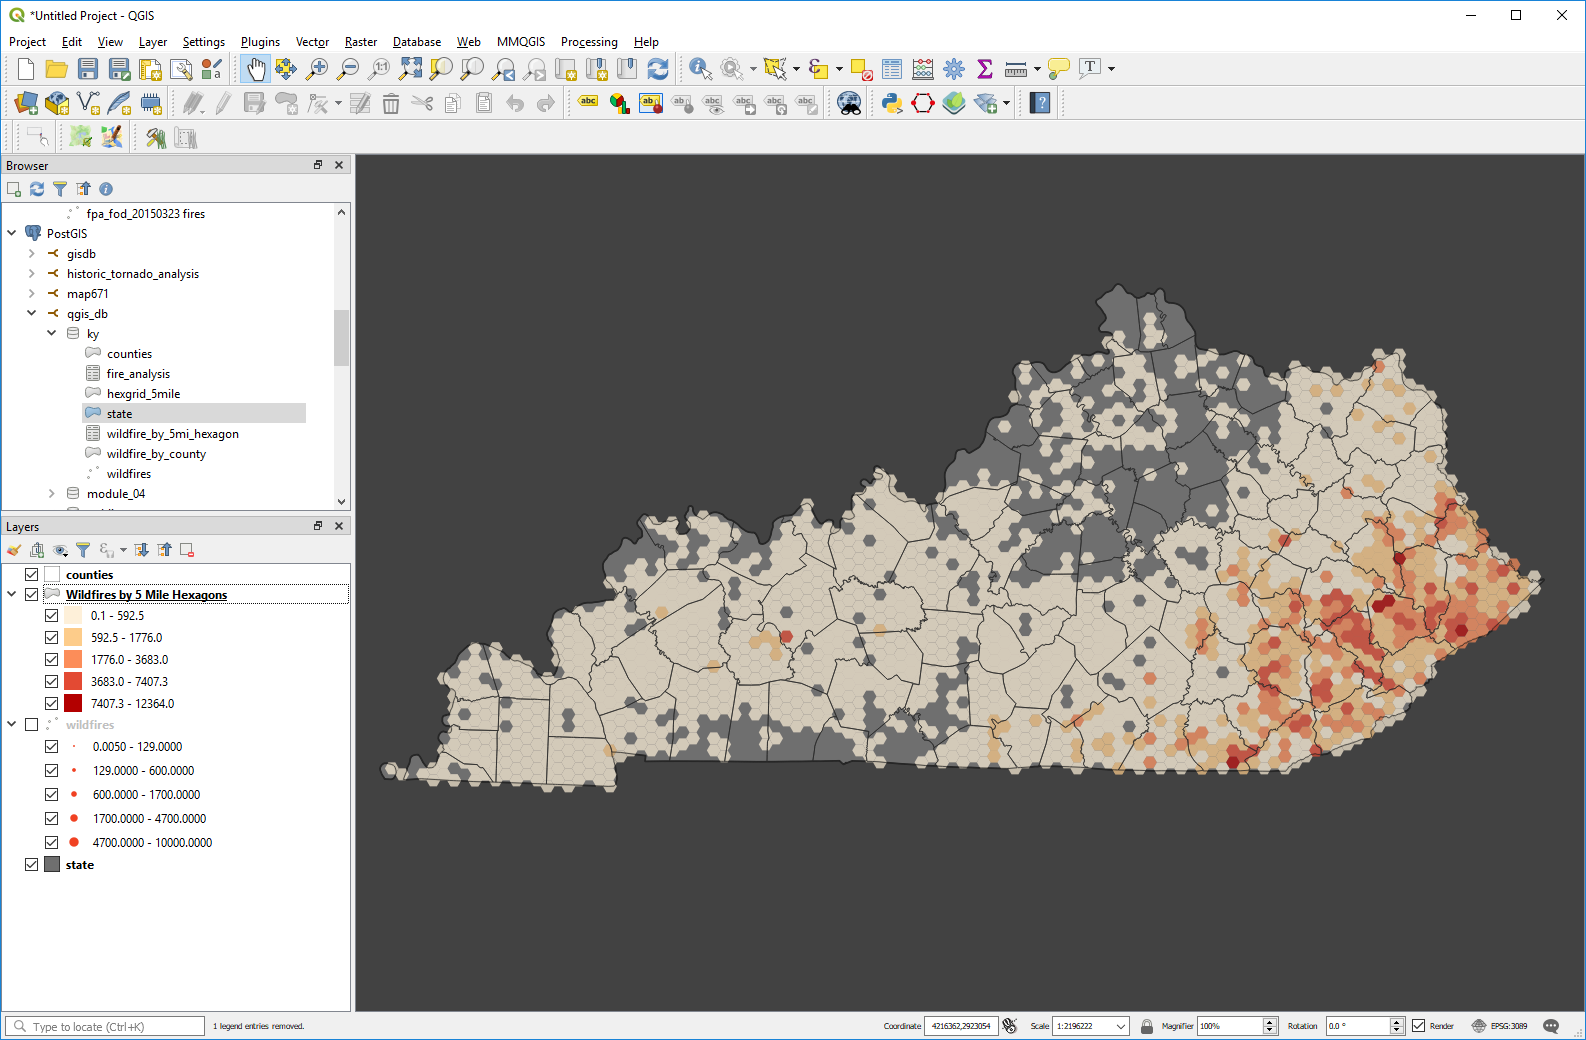 *Untitled Project - QGIS
Project Edit View Layer Settings Plugins Vector Raster Database Web MMQGIS Processing Help
Browser
fpa_fod_20150323 fires
PostGIS
gisdb
historic_tornado_analysis
map671
qgis_db
ky
counties
fire_analysis
hexgrid_5mile
state
wildfire_by_5mi_hexagon
wildfire_by_county
wildfires
module_04
Layers
counties
Wildfires by 5 Mile Hexagons
0.1 - 592.5
592.5 - 1776.0
1776.0 - 3683.0
3683.0 - 7407.3
7407.3 - 12364.0
wildfires
0.0050 - 129.0000
129.0000 - 600.0000
600.0000 - 1700.0000
1700.0000 - 4700.0000
4700.0000 - 10000.0000
state
Type to locate (Ctrl+K) 1 legend entries removed. Coordinate 4216362,2923054 Scale 1:2196222 Magnifier 100% Rotation 0.0 ° Render EPSG:3089